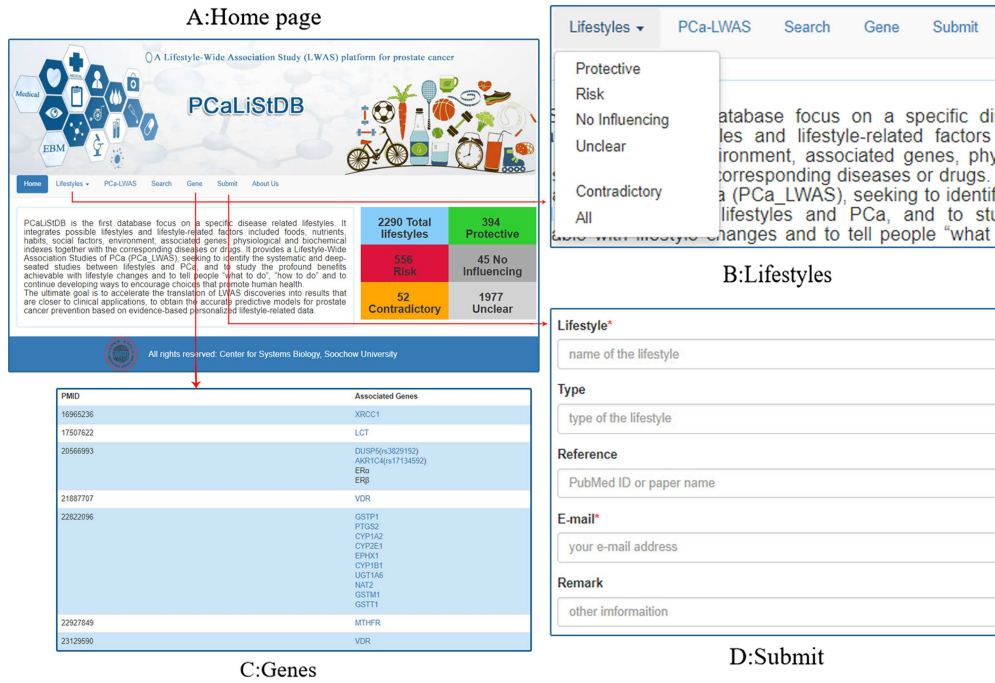 A:Home page
A Lifestyle-Wide Association Study (LWAS) platform for prostate cancer
Medical
EBM
PCaLiStDB
Home Lifestyles PCa-LWAS Search Gene Submit About Us
PCaLiStDB is the first database focus on a specific disease related lifestyles. It
integrates possible lifestyles and lifestyle-related factors included foods, nutrients,
habits, social factors, environment, associated genes, physiological and biochemical
indexes together with the corresponding diseases or drugs. It provides a Lifestyle-Wide
Association Studies of PCa (PCa_LWAS), seeking to identify the systematic and deep-
seated studies between lifestyles and PCa, and to study the profound benefits
achievable with lifestyle changes and to tell people "what to do", "how to do" and to
continue developing ways to encourage choices that promote human health.
The ultimate goal is to accelerate the translation of LWAS discoveries into results that
are closer to clinical applications, to obtain the accurate predictive models for prostate
cancer prevention based on evidence-based personalized lifestyle-related data.
2290 Total
lifestyles
394
Protective
556
Risk
45 No
Influencing
52
Contradictory
1977
Unclear
All rights reserved: Center for Systems Biology, Soochow University
Lifestyles PCa-LWAS Search Gene Submit
Protective
Risk
No Influencing
Unclear
Contradictory
All
atabase focus on a specific di
les and lifestyle-related factors
ironment, associated genes, phy
corresponding diseases or drugs.
a (PCa_LWAS), seeking to identif
lifestyles and PCa, and to stu
able with lifestyle changes and to tell people "what
B:Lifestyles
PMID Associated Genes
16965236 XRCC1
17507622 LCT
20566993 DUSP5(rs3829192)
AKR1C4(rs17134592)
ERα
ERβ
21887707 VDR
22822096 GSTP1
PTGS2
CYP1A2
CYP2E1
EPHX1
CYP1B1
UGT1A6
NAT2
GSTM1
GSTT1
22927849 MTHFR
23129590 VDR
C:Genes
Lifestyle*
name of the lifestyle
Type
type of the lifestyle
Reference
PubMed ID or paper name
E-mail*
your e-mail address
Remark
other imformaition
D:Submit